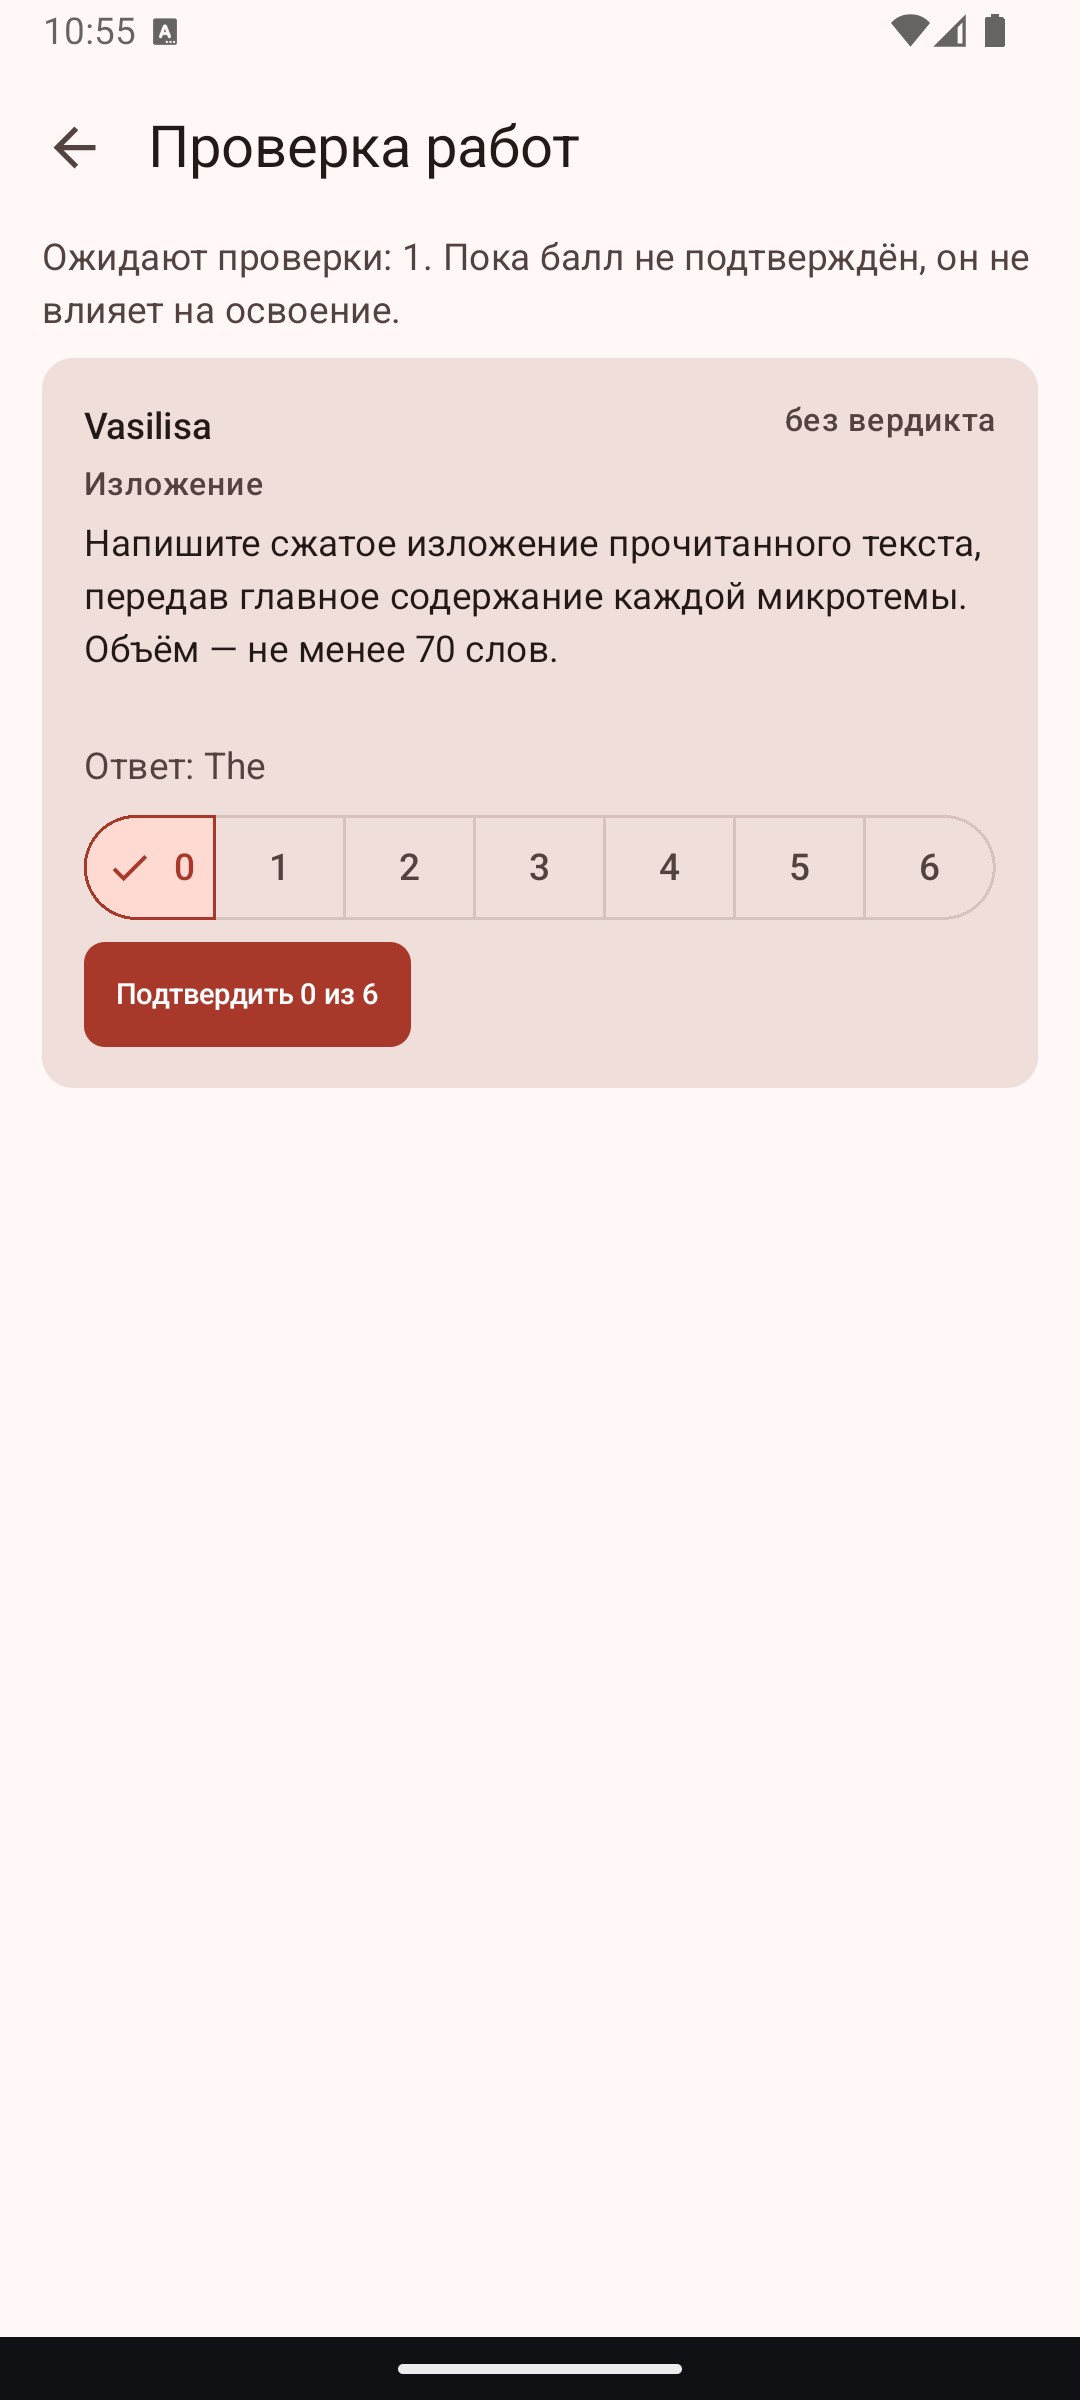 10:55
Проверка работ
Ожидают проверки: 1. Пока балл не подтверждён, он не
влияет на освоение.
Vasilisa
без вердикта
Изложение
Напишите сжатое изложение прочитанного текста,
передав главное содержание каждой микротемы.
Объём — не менее 70 слов.
Ответ: The
0 1 2 3 4 5 6
Подтвердить 0 из 6